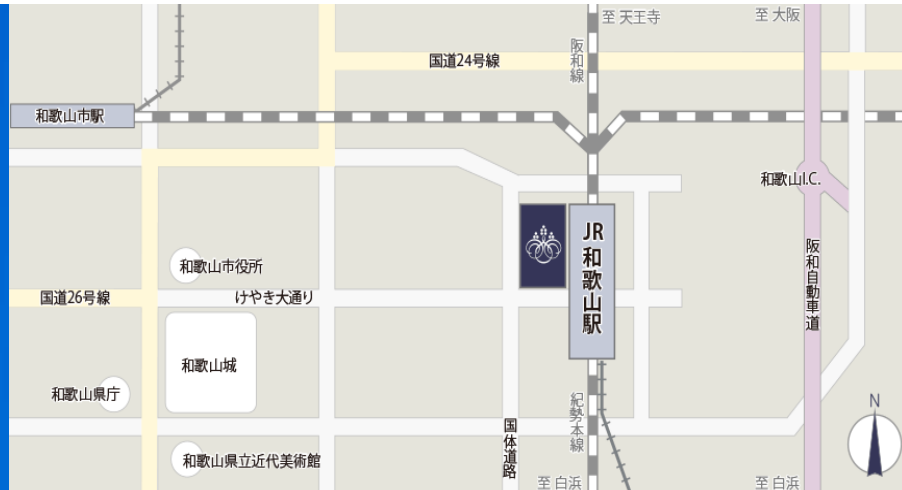 至 天王寺
至 大阪
阪和線
国道24号線
和歌山市駅
和歌山I.C.
JR和歌山駅
阪和自動車道
和歌山市役所
国道26号線
けやき大通り
和歌山城
和歌山県庁
紀勢本線
国体道路
N
和歌山県立近代美術館
至 白浜
至 白浜